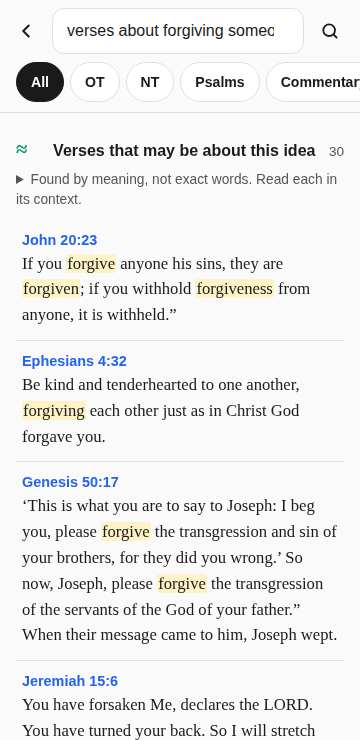 verses about forgiving someo
All
OT
NT
Psalms
Commentar
≈ Verses that may be about this idea 30
▶ Found by meaning, not exact words. Read each in
its context.
John 20:23
If you forgive anyone his sins, they are
forgiven; if you withhold forgiveness from
anyone, it is withheld.”
Ephesians 4:32
Be kind and tenderhearted to one another,
forgiving each other just as in Christ God
forgave you.
Genesis 50:17
‘This is what you are to say to Joseph: I beg
you, please forgive the transgression and sin of
your brothers, for they did you wrong.’ So
now, Joseph, please forgive the transgression
of the servants of the God of your father.”
When their message came to him, Joseph wept.
Jeremiah 15:6
You have forsaken Me, declares the LORD.
You have turned your back. So I will stretch